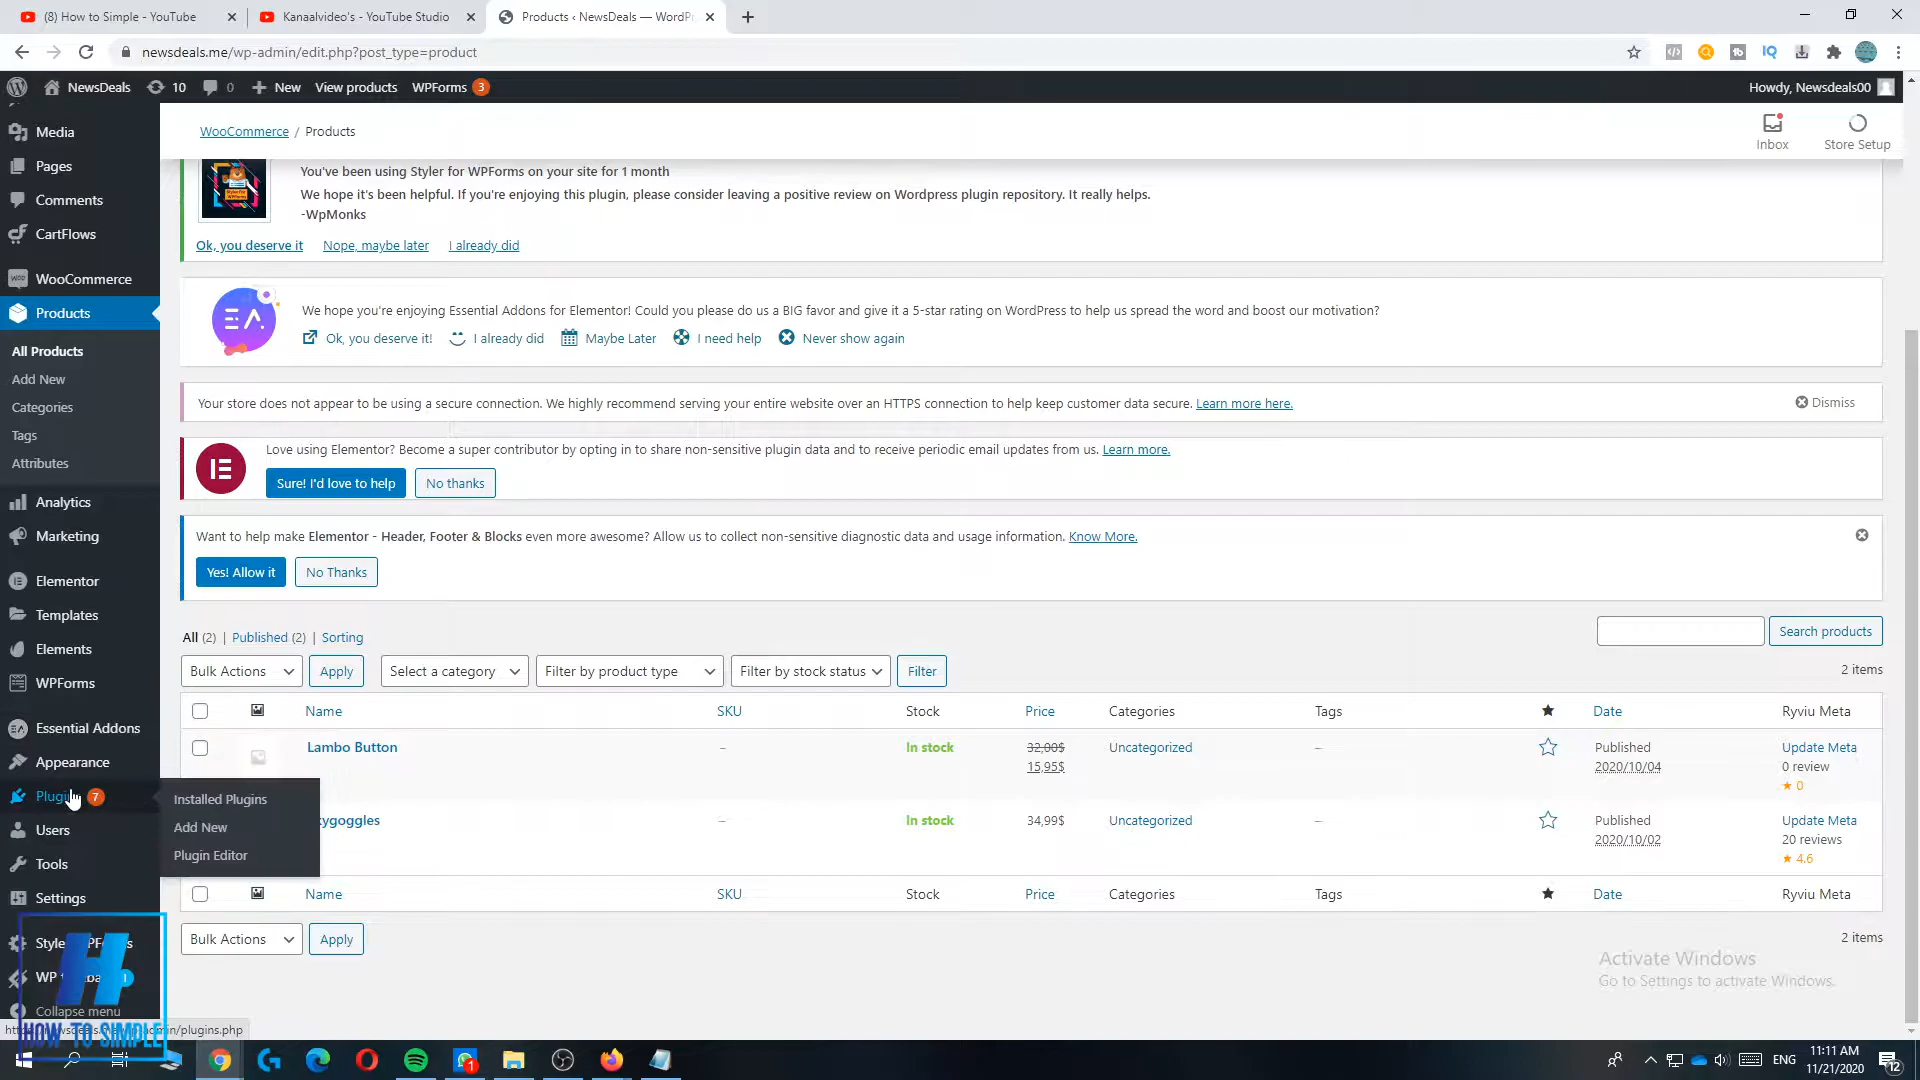 (8) How to Simple - YouTube
Kanaalvideo's - YouTube Studio
Products ‹ NewsDeals — WordPr
newsdeals.me/wp-admin/edit.php?post_type=product
NewsDeals 10 0 New View products WPForms 3
Howdy, Newsdeals00
Media
Pages
Comments
CartFlows
WooCommerce
Products
All Products
Add New
Categories
Tags
Attributes
Analytics
Marketing
Elementor
Templates
Elements
WPForms
Essential Addons
Appearance
Plugin 7
Users
Tools
Settings
Collapse menu
Installed Plugins
Add New
Plugin Editor
WooCommerce / Products
Inbox
Store Setup
You've been using Styler for WPForms on your site for 1 month
We hope it's been helpful. If you're enjoying this plugin, please consider leaving a positive review on Wordpress plugin repository. It really helps.
-WpMonks
Ok, you deserve it Nope, maybe later I already did
EA
We hope you're enjoying Essential Addons for Elementor! Could you please do us a BIG favor and give it a 5-star rating on WordPress to help us spread the word and boost our motivation?
Ok, you deserve it! I already did Maybe Later I need help Never show again
Your store does not appear to be using a secure connection. We highly recommend serving your entire website over an HTTPS connection to help keep customer data secure. Learn more here.
Dismiss
Love using Elementor? Become a super contributor by opting in to share non-sensitive plugin data and to receive periodic email updates from us. Learn more.
Sure! I'd love to help No thanks
Want to help make Elementor - Header, Footer & Blocks even more awesome? Allow us to collect non-sensitive diagnostic data and usage information. Know More.
Yes! Allow it No Thanks
All (2) | Published (2) | Sorting
Search products
Bulk Actions Apply Select a category Filter by product type Filter by stock status Filter
2 items
Name SKU Stock Price Categories Tags Date Ryviu Meta
Lambo Button – In stock 32,00$ Uncategorized – Published Update Meta
15,95$ 2020/10/04 0 review
0
ygoggles – In stock 34,99$ Uncategorized – Published Update Meta
2020/10/02 20 reviews
4.6
Name SKU Stock Price Categories Tags Date Ryviu Meta
Bulk Actions Apply
2 items
Activate Windows
Go to Settings to activate Windows.
HOW TO SIMPLE
ENG
11:11 AM
11/21/2020
12